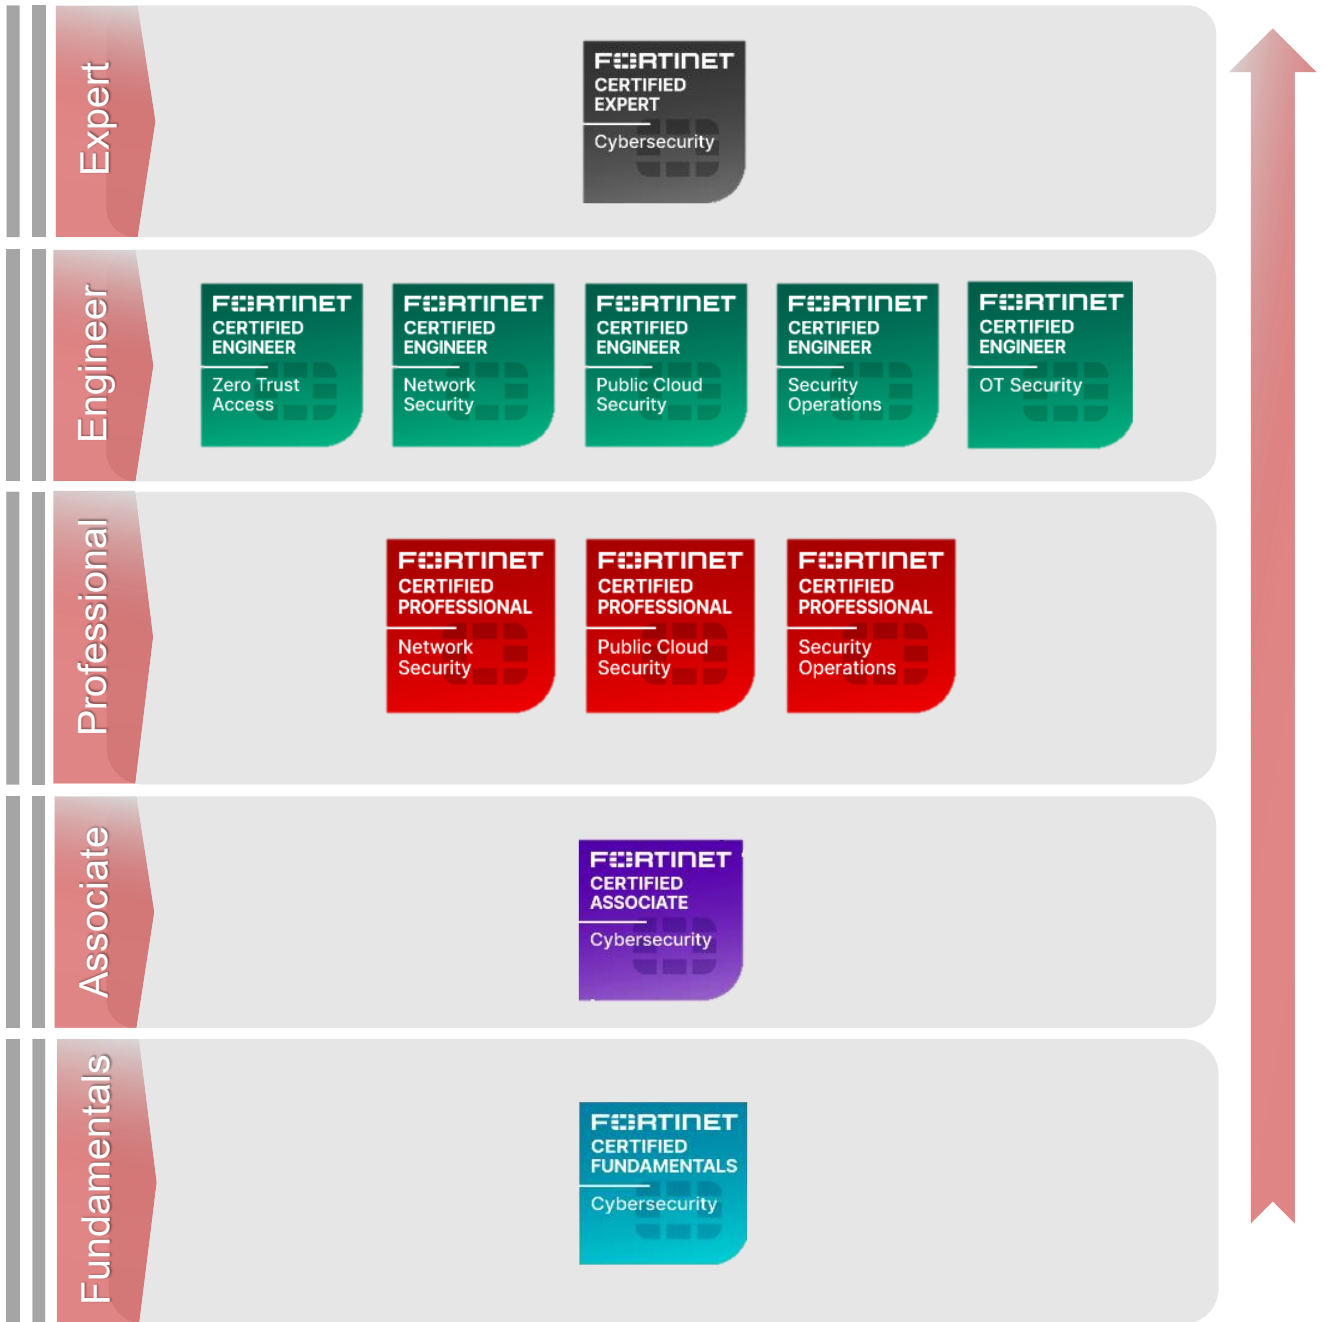 Expert
FORTINET
CERTIFIED
EXPERT
Cybersecurity
Engineer
FORTINET
CERTIFIED
ENGINEER
Zero Trust
Access
FORTINET
CERTIFIED
ENGINEER
Network
Security
FORTINET
CERTIFIED
ENGINEER
Public Cloud
Security
FORTINET
CERTIFIED
ENGINEER
Security
Operations
FORTINET
CERTIFIED
ENGINEER
OT Security
Professional
FORTINET
CERTIFIED
PROFESSIONAL
Network
Security
FORTINET
CERTIFIED
PROFESSIONAL
Public Cloud
Security
FORTINET
CERTIFIED
PROFESSIONAL
Security
Operations
Associate
FORTINET
CERTIFIED
ASSOCIATE
Cybersecurity
Fundamentals
FORTINET
CERTIFIED
FUNDAMENTALS
Cybersecurity